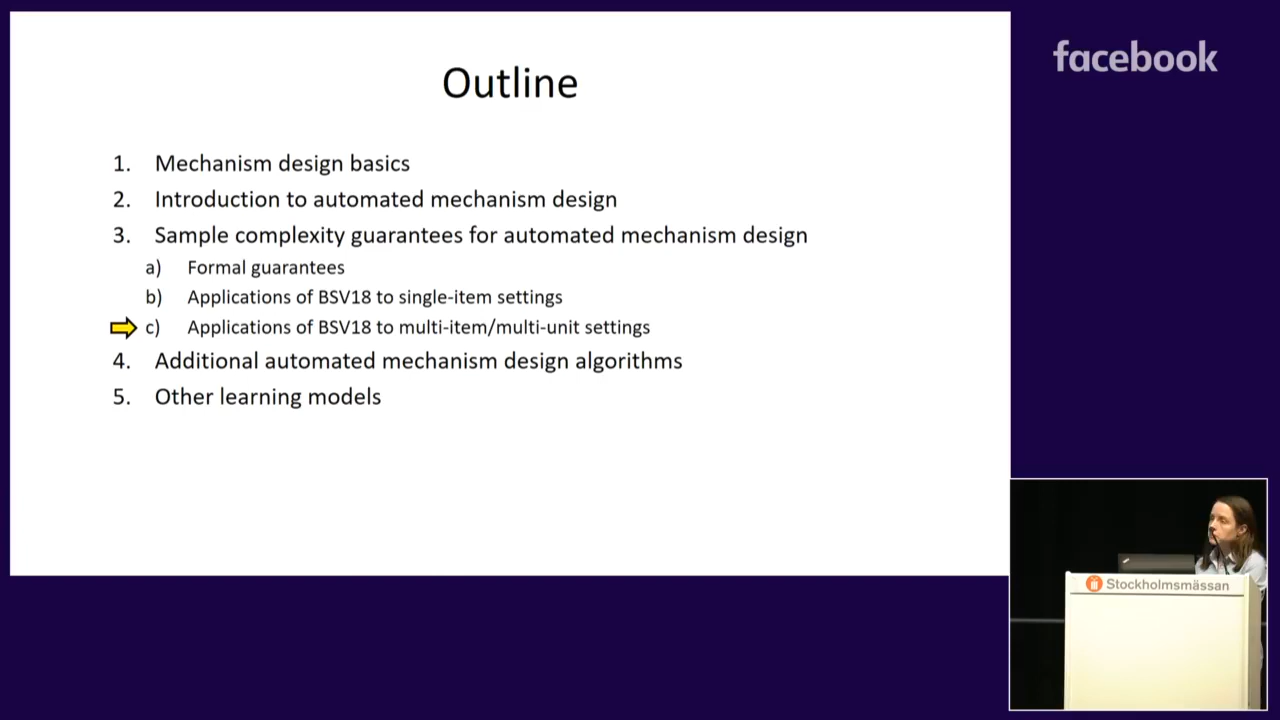 Outline
facebook
1. Mechanism design basics
2. Introduction to automated mechanism design
3. Sample complexity guarantees for automated mechanism design
a) Formal guarantees
b) Applications of BSV18 to single-item settings
c) Applications of BSV18 to multi-item/multi-unit settings
4. Additional automated mechanism design algorithms
5. Other learning models
Stockholmsmässan